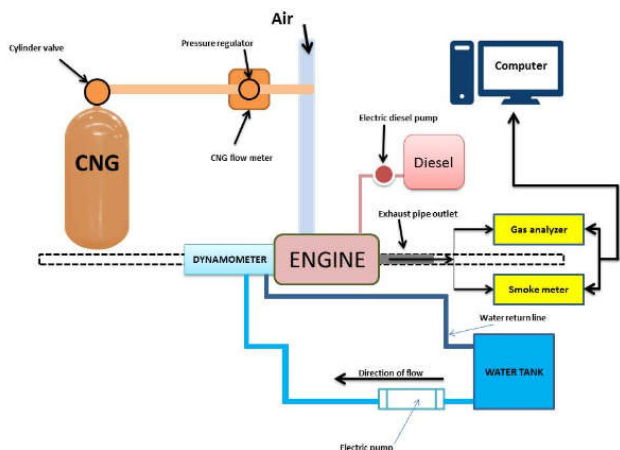 Air
Cylinder valve
Pressure regulator
Computer
CNG
CNG flow meter
Electric diesel pump
Diesel
Exhaust pipe outlet
Gas analyzer
DYNAMOMETER
ENGINE
Smoke meter
Water return line
Direction of flow
WATER TANK
Electric pump